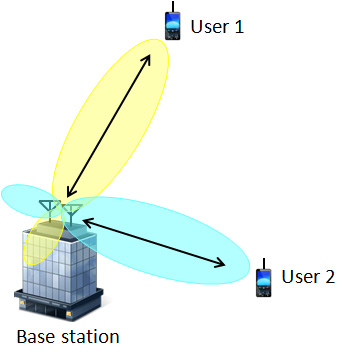 User 1
User 2
Base station